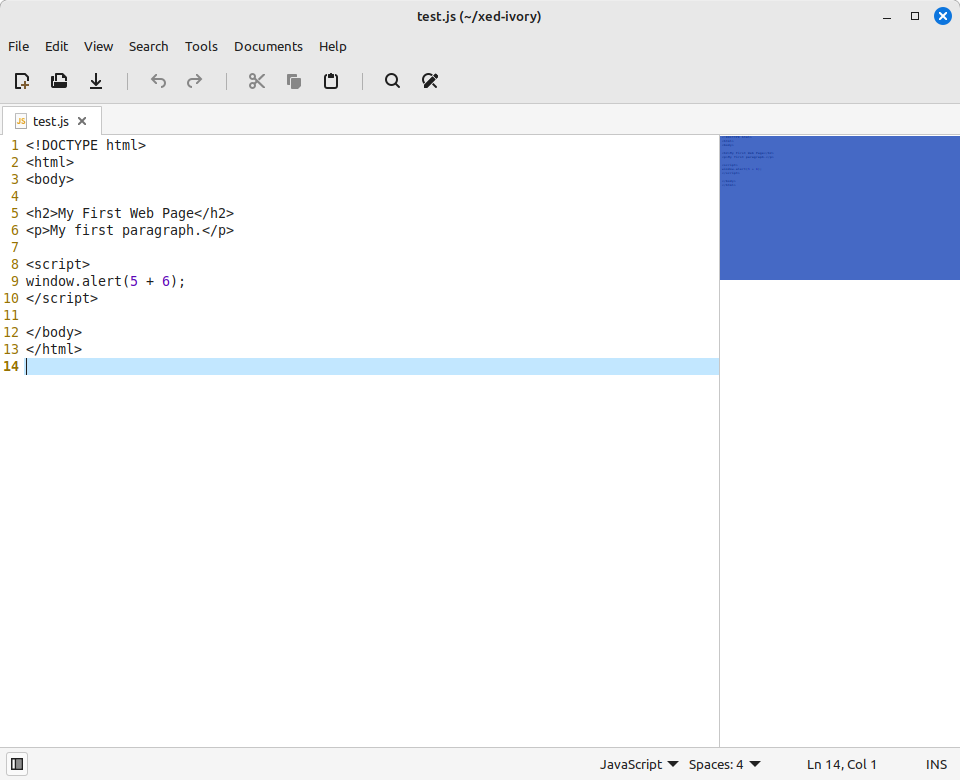 test.js (~/xed-ivory)
File Edit View Search Tools Documents Help
JS test.js
1 <!DOCTYPE html>
2 <html>
3 <body>
4
5 <h2>My First Web Page</h2>
6 <p>My first paragraph.</p>
7
8 <script>
9 window.alert(5 + 6);
10 </script>
11
12 </body>
13 </html>
14
JavaScript Spaces: 4 Ln 14, Col 1 INS